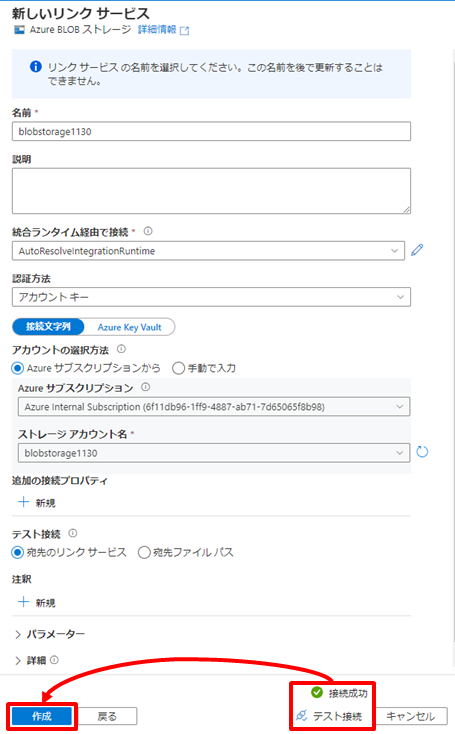 新しいリンク サービス
Azure BLOB ストレージ 詳細情報
リンク サービス の名前を選択してください。この名前を後で更新することは
できません。
名前 *
blobstorage1130
説明
統合ランタイム経由で接続 *
AutoResolveIntegrationRuntime
認証方法
アカウント キー
接続文字列 Azure Key Vault
アカウントの選択方法
Azure サブスクリプションから 手動で入力
Azure サブスクリプション
Azure Internal Subscription (6f11db96-1ff9-4887-ab71-7d65065f8b98)
ストレージ アカウント名 *
blobstorage1130
追加の接続プロパティ
新規
テスト接続
宛先のリンク サービス 宛先ファイル パス
注釈
新規
パラメーター
詳細
接続成功
作成 戻る テスト接続 キャンセル